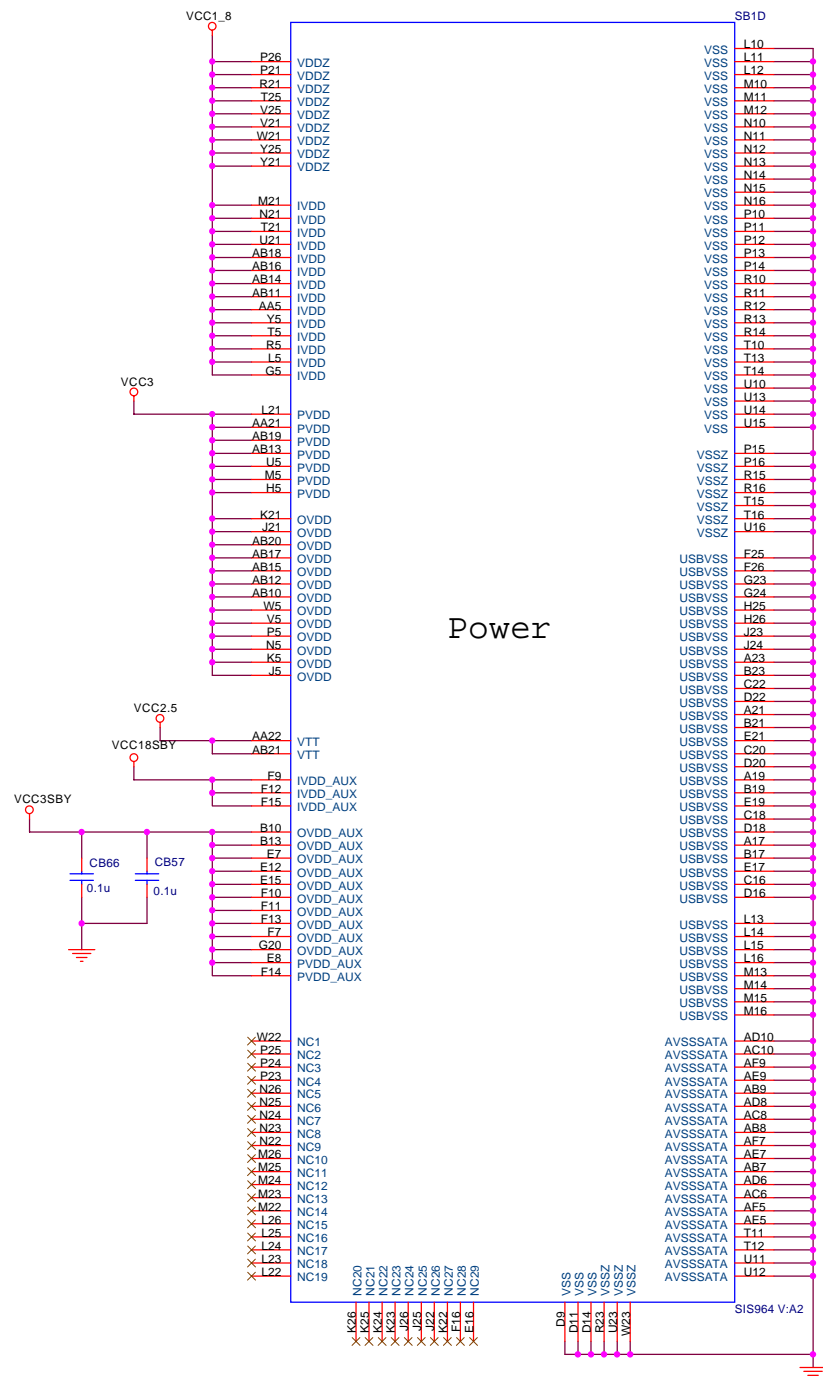 VCC1_8
SB1D
P26 VDDZ
P21 VDDZ
R21 VDDZ
T25 VDDZ
V25 VDDZ
V21 VDDZ
W21 VDDZ
Y25 VDDZ
Y21 VDDZ
M21 IVDD
N21 IVDD
T21 IVDD
U21 IVDD
AB18 IVDD
AB16 IVDD
AB14 IVDD
AB11 IVDD
AA5 IVDD
Y5 IVDD
T5 IVDD
R5 IVDD
L5 IVDD
G5 IVDD
VCC3
L21 PVDD
AA21 PVDD
AB19 PVDD
AB13 PVDD
U5 PVDD
M5 PVDD
H5 PVDD
K21 OVDD
J21 OVDD
AB20 OVDD
AB17 OVDD
AB15 OVDD
AB12 OVDD
AB10 OVDD
W5 OVDD
V5 OVDD
P5 OVDD
N5 OVDD
K5 OVDD
J5 OVDD
VCC2.5
AA22 VTT
AB21 VTT
VCC18SBY
F9 IVDD_AUX
F12 IVDD_AUX
F15 IVDD_AUX
VCC3SBY
B10 OVDD_AUX
B13 OVDD_AUX
E7 OVDD_AUX
E12 OVDD_AUX
E15 OVDD_AUX
F10 OVDD_AUX
F11 OVDD_AUX
F13 OVDD_AUX
F7 OVDD_AUX
G20 OVDD_AUX
E8 PVDD_AUX
F14 PVDD_AUX
CB66
0.1u
CB57
0.1u
W22 NC1
P25 NC2
P24 NC3
P23 NC4
N26 NC5
N25 NC6
N24 NC7
N23 NC8
N22 NC9
M26 NC10
M25 NC11
M24 NC12
M23 NC13
M22 NC14
L26 NC15
L25 NC16
L24 NC17
L23 NC18
L22 NC19
Power
VSS L10
VSS L11
VSS L12
VSS M10
VSS M11
VSS M12
VSS N10
VSS N11
VSS N12
VSS N13
VSS N14
VSS N15
VSS N16
VSS P10
VSS P11
VSS P12
VSS P13
VSS P14
VSS R10
VSS R11
VSS R12
VSS R13
VSS R14
VSS T10
VSS T13
VSS T14
VSS U10
VSS U13
VSS U14
VSS U15
VSSZ P15
VSSZ P16
VSSZ R15
VSSZ R16
VSSZ T15
VSSZ T16
VSSZ U16
USBVSS F25
USBVSS F26
USBVSS G23
USBVSS G24
USBVSS H25
USBVSS H26
USBVSS J23
USBVSS J24
USBVSS A23
USBVSS B23
USBVSS C22
USBVSS D22
USBVSS A21
USBVSS B21
USBVSS E21
USBVSS C20
USBVSS D20
USBVSS A19
USBVSS B19
USBVSS E19
USBVSS C18
USBVSS D18
USBVSS A17
USBVSS B17
USBVSS E17
USBVSS C16
USBVSS D16
USBVSS L13
USBVSS L14
USBVSS L15
USBVSS L16
USBVSS M13
USBVSS M14
USBVSS M15
USBVSS M16
AVSSSATA AD10
AVSSSATA AC10
AVSSSATA AF9
AVSSSATA AE9
AVSSSATA AB9
AVSSSATA AD8
AVSSSATA AC8
AVSSSATA AB8
AVSSSATA AF7
AVSSSATA AE7
AVSSSATA AB7
AVSSSATA AD6
AVSSSATA AC6
AVSSSATA AF5
AVSSSATA AE5
AVSSSATA T11
AVSSSATA T12
AVSSSATA U11
AVSSSATA U12
NC20 K26
NC21 K25
NC22 K24
NC23 K23
NC24 J26
NC25 J25
NC26 J22
NC27 K22
NC28 F16
NC29 E16
VSS D9
VSS D11
VSS D14
VSSZ R23
VSSZ U23
VSSZ W23
SIS964 V:A2